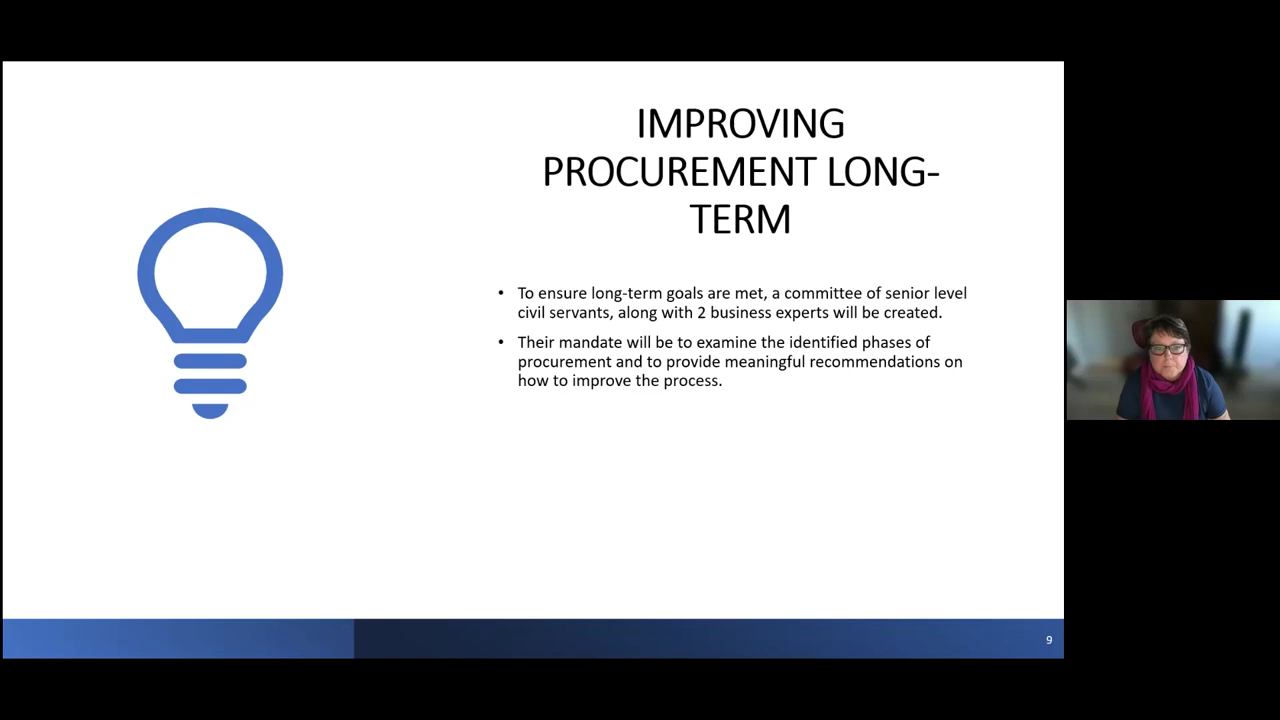 IMPROVING
PROCUREMENT LONG-
TERM
• To ensure long-term goals are met, a committee of senior level
civil servants, along with 2 business experts will be created.
• Their mandate will be to examine the identified phases of
procurement and to provide meaningful recommendations on
how to improve the process.
9